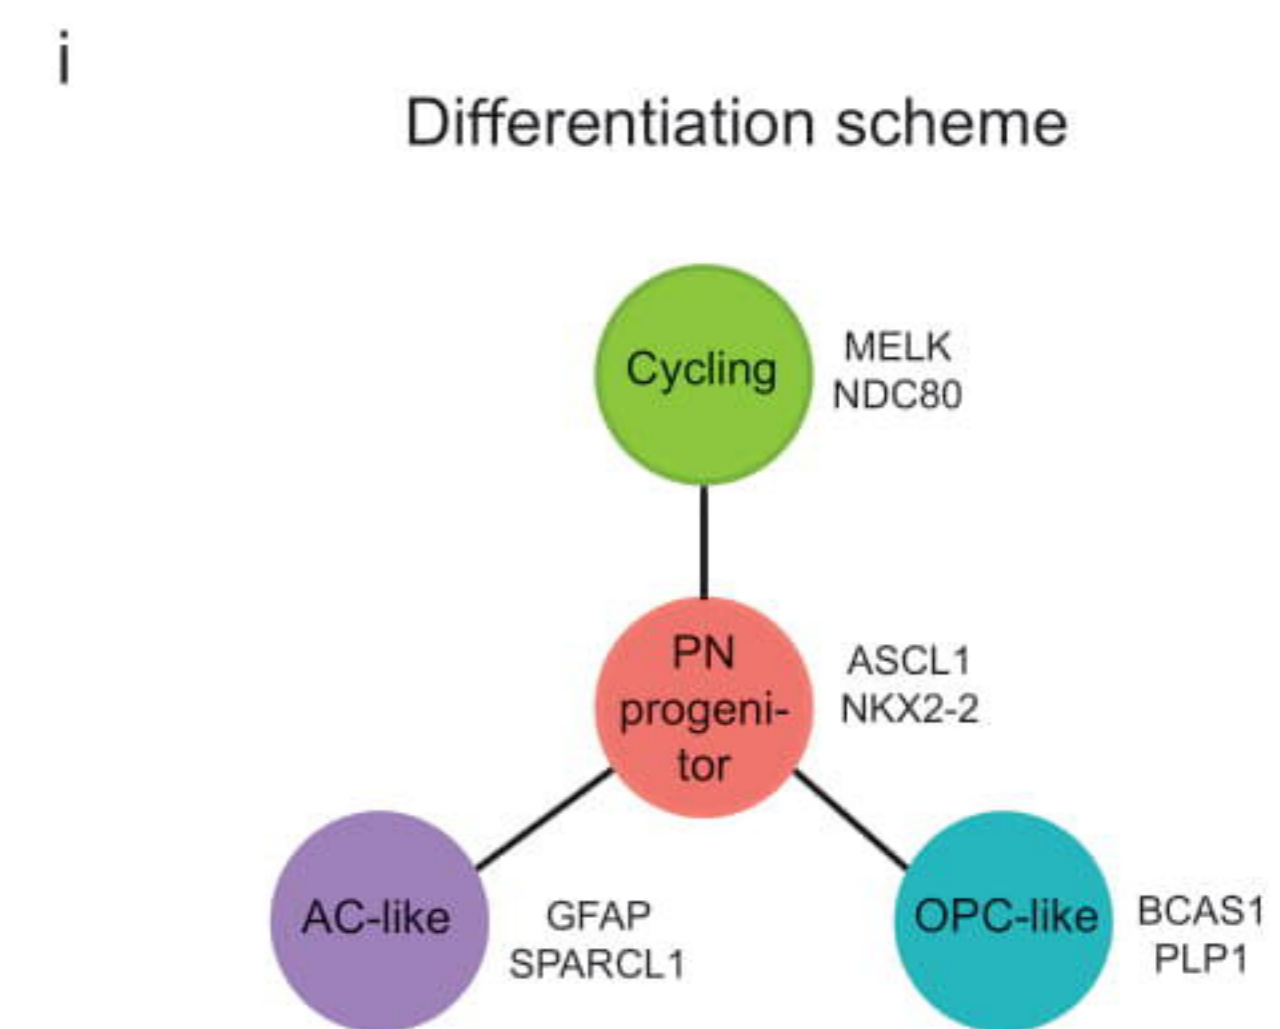 i
Differentiation scheme
Cycling
MELK
NDC80
PN
progeni-
tor
ASCL1
NKX2-2
AC-like
GFAP
SPARCL1
OPC-like
BCAS1
PLP1